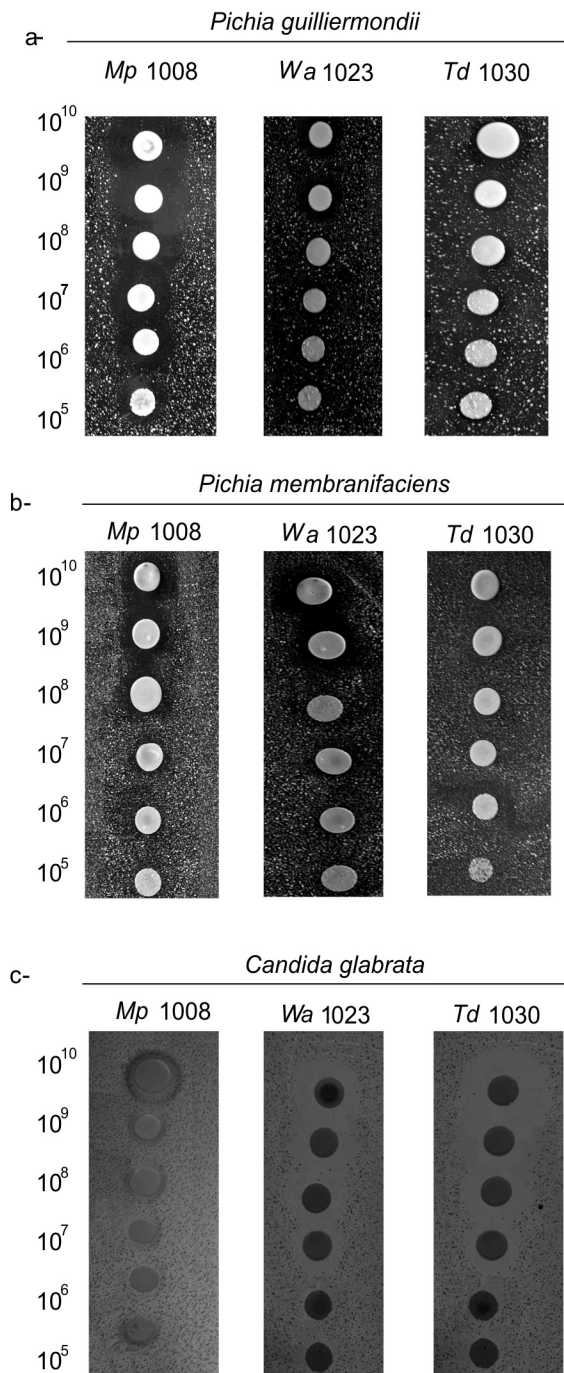 a-
Pichia guilliermondii
Mp 1008 Wa 1023 Td 1030
10^10
10^9
10^8
10^7
10^6
10^5
b-
Pichia membranifaciens
Mp 1008 Wa 1023 Td 1030
10^10
10^9
10^8
10^7
10^6
10^5
c-
Candida glabrata
Mp 1008 Wa 1023 Td 1030
10^10
10^9
10^8
10^7
10^6
10^5